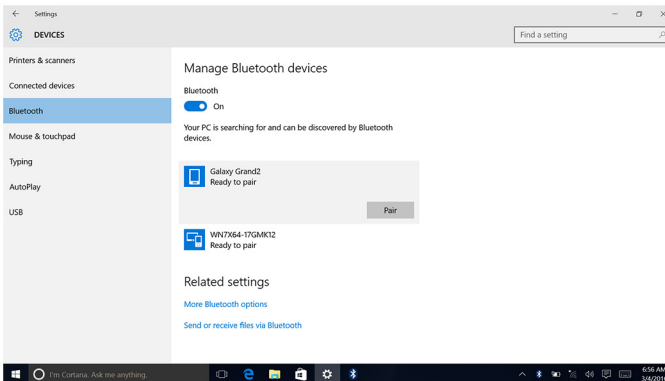 Settings
DEVICES
Find a setting
Printers & scanners
Connected devices
Bluetooth
Mouse & touchpad
Typing
AutoPlay
USB
Manage Bluetooth devices
Bluetooth
On
Your PC is searching for and can be discovered by Bluetooth
devices.
Galaxy Grand2
Ready to pair
Pair
WN7X64-17GMK12
Ready to pair
Related settings
More Bluetooth options
Send or receive files via Bluetooth
I'm Cortana. Ask me anything.
6:56 AM